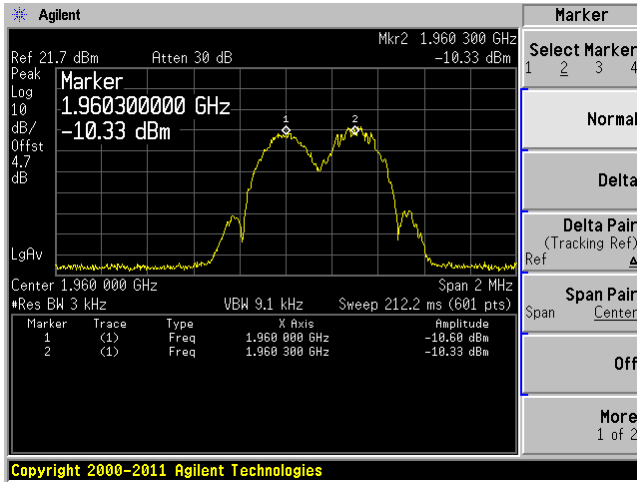 Agilent
Marker
Mkr2 1.960 300 GHz
Ref 21.7 dBm Atten 30 dB -10.33 dBm
Peak
Log
10
dB/
Offst
4.7
dB
LgAv
Marker
1.960300000 GHz
-10.33 dBm
1
2
Center 1.960 000 GHz Span 2 MHz
#Res BW 3 kHz VBW 9.1 kHz Sweep 212.2 ms (601 pts)
Marker Trace Type X Axis Amplitude
1 (1) Freq 1.960 000 GHz -10.60 dBm
2 (1) Freq 1.960 300 GHz -10.33 dBm
Select Marker
1 2 3 4
Normal
Delta
Delta Pair
(Tracking Ref)
Ref Δ
Span Pair
Span Center
Off
More
1 of 2
Copyright 2000-2011 Agilent Technologies